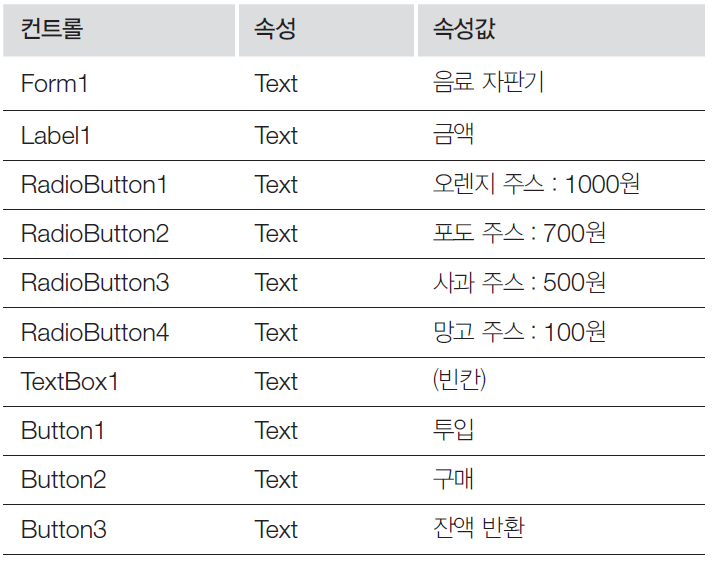 컨트롤 속성 속성값
Form1 Text 음료 자판기
Label1 Text 금액
RadioButton1 Text 오렌지 주스 : 1000원
RadioButton2 Text 포도 주스 : 700원
RadioButton3 Text 사과 주스 : 500원
RadioButton4 Text 망고 주스 : 100원
TextBox1 Text (빈칸)
Button1 Text 투입
Button2 Text 구매
Button3 Text 잔액 반환